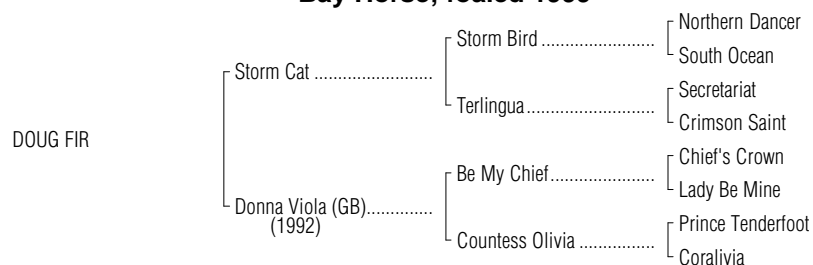 Northern Dancer
Storm Bird ........................
South Ocean
Storm Cat .........................
Secretariat
Terlingua...........................
Crimson Saint
DOUG FIR
Chief's Crown
Be My Chief......................
Lady Be Mine
Donna Viola (GB)..............
(1992)
Prince Tenderfoot
Countess Olivia ................
Coralivia